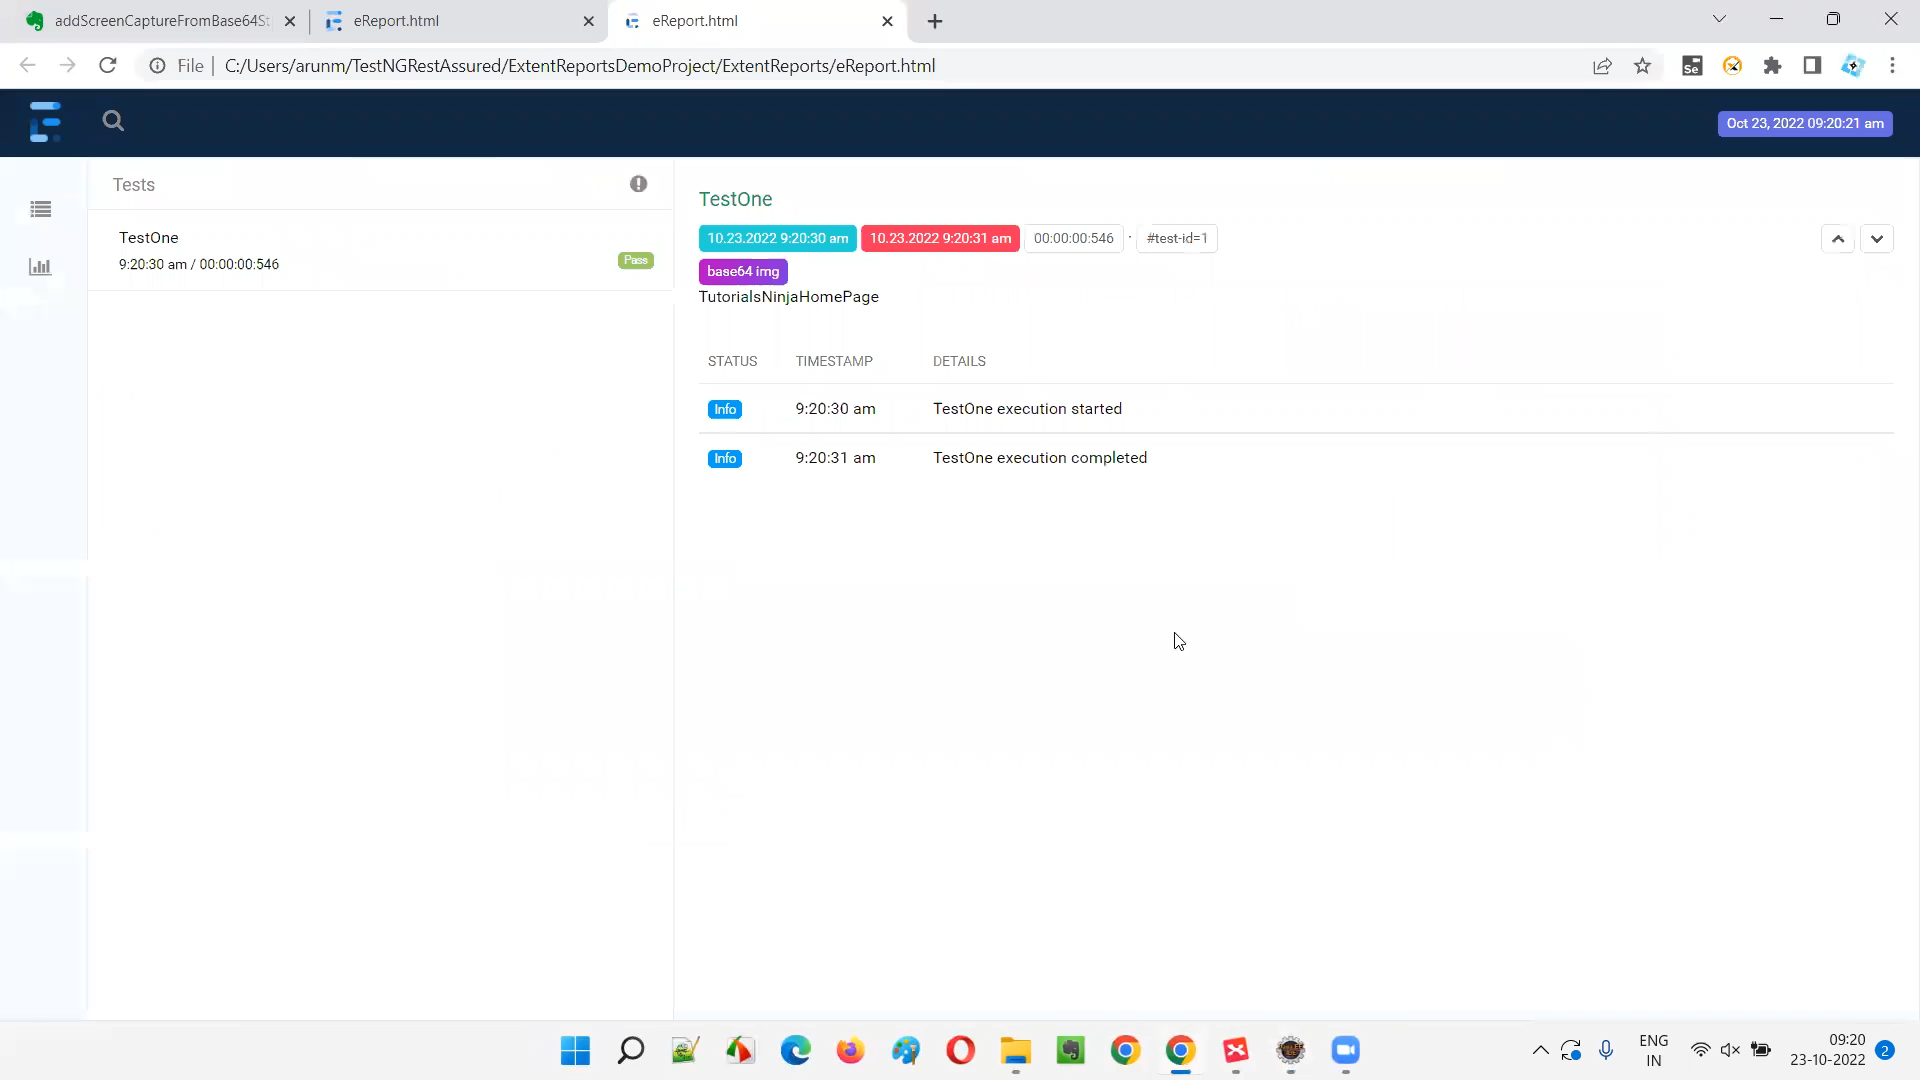 addScreenCaptureFromBase64St
eReport.html
eReport.html
File
C:/Users/arunm/TestNGRestAssured/ExtentReportsDemoProject/ExtentReports/eReport.html
Se
Oct 23, 2022 09:20:21 am
Tests
TestOne
9:20:30 am / 00:00:00:546
Pass
TestOne
10.23.2022 9:20:30 am
10.23.2022 9:20:31 am
00:00:00:546
·
#test-id=1
base64 img
TutorialsNinjaHomePage
STATUS TIMESTAMP DETAILS
Info 9:20:30 am TestOne execution started
Info 9:20:31 am TestOne execution completed
ENG
IN
09:20
23-10-2022
2